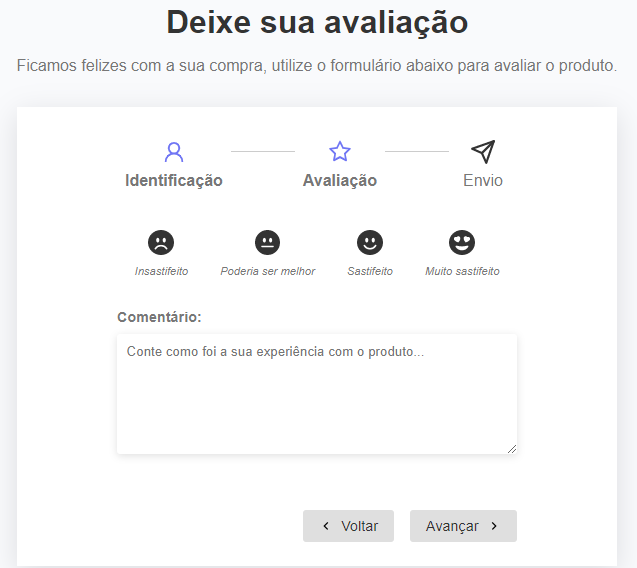 Deixe sua avaliação
Ficamos felizes com a sua compra, utilize o formulário abaixo para avaliar o produto.
Identificação Avaliação Envio
Insastifeito Poderia ser melhor Sastifeito Muito sastifeito
Comentário:
Conte como foi a sua experiência com o produto...
Voltar Avançar